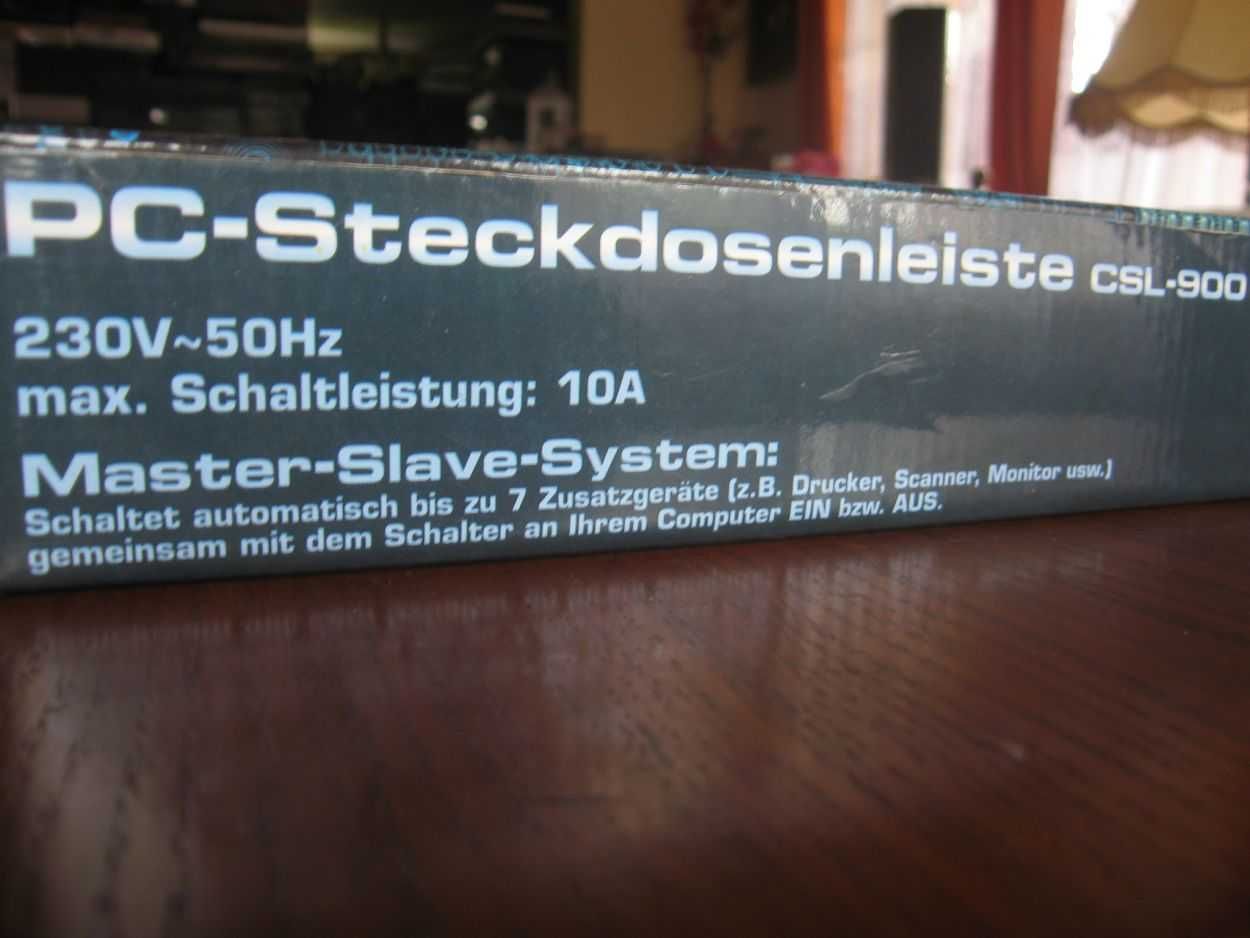 PC-Steckdosenleiste CSL-900
230V~50Hz
max. Schaltleistung: 10A
Master-Slave-System:
Schaltet automatisch bis zu 7 Zusatzgeräte (z.B. Drucker, Scanner, Monitor usw.)
gemeinsam mit dem Schalter an Ihrem Computer EIN bzw. AUS.